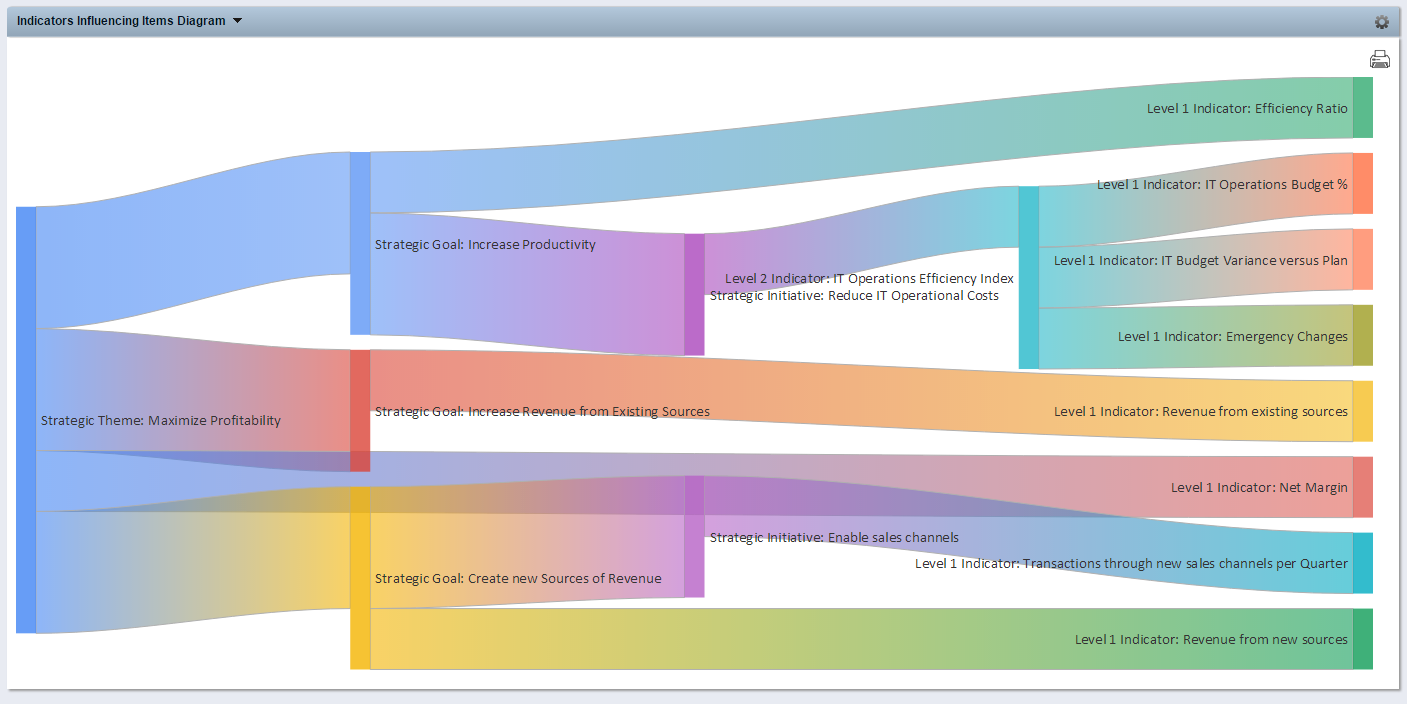 Indicators Influencing Items Diagram
Level 1 Indicator: Efficiency Ratio
Level 1 Indicator: IT Operations Budget %
Strategic Goal: Increase Productivity
Level 1 Indicator: IT Budget Variance versus Plan
Level 2 Indicator: IT Operations Efficiency Index
Strategic Initiative: Reduce IT Operational Costs
Level 1 Indicator: Emergency Changes
Strategic Goal: Increase Revenue from Existing Sources
Level 1 Indicator: Revenue from existing sources
Strategic Theme: Maximize Profitability
Level 1 Indicator: Net Margin
Strategic Initiative: Enable sales channels
Level 1 Indicator: Transactions through new sales channels per Quarter
Strategic Goal: Create new Sources of Revenue
Level 1 Indicator: Revenue from new sources